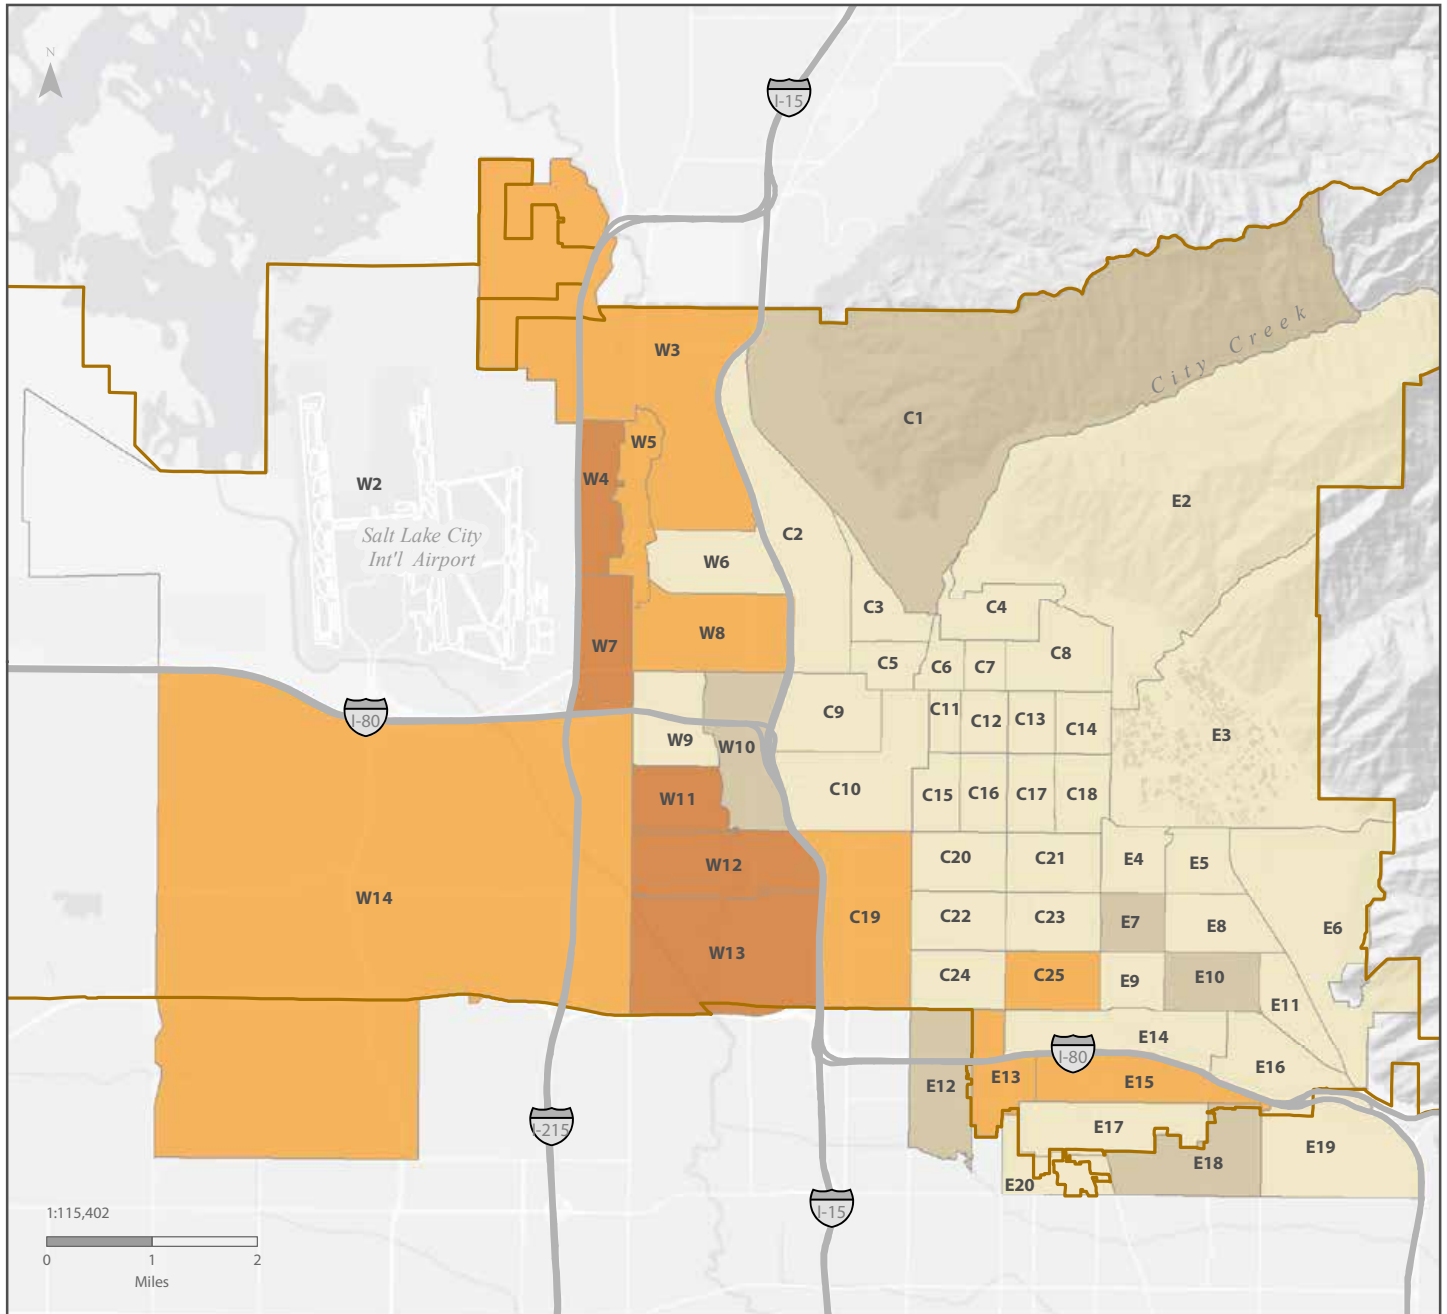 N
I-15
W3
City Creek
C1
W5
W4
W2
E2
Salt Lake City
Int'l Airport
C2
W6
C3
C4
W7
W8
C5
C6
C7
C8
I-80
C9
C11
C12
C13
C14
E3
W9
W10
W11
C10
C15
C16
C17
C18
W12
C20
C21
E4
E5
W14
C19
C22
C23
E7
E8
E6
W13
C24
C25
E9
E10
E11
E14
I-80
E12
E13
E15
E16
I-215
E17
E18
E19
E20
I-15
1:115,402
0 1 2
Miles